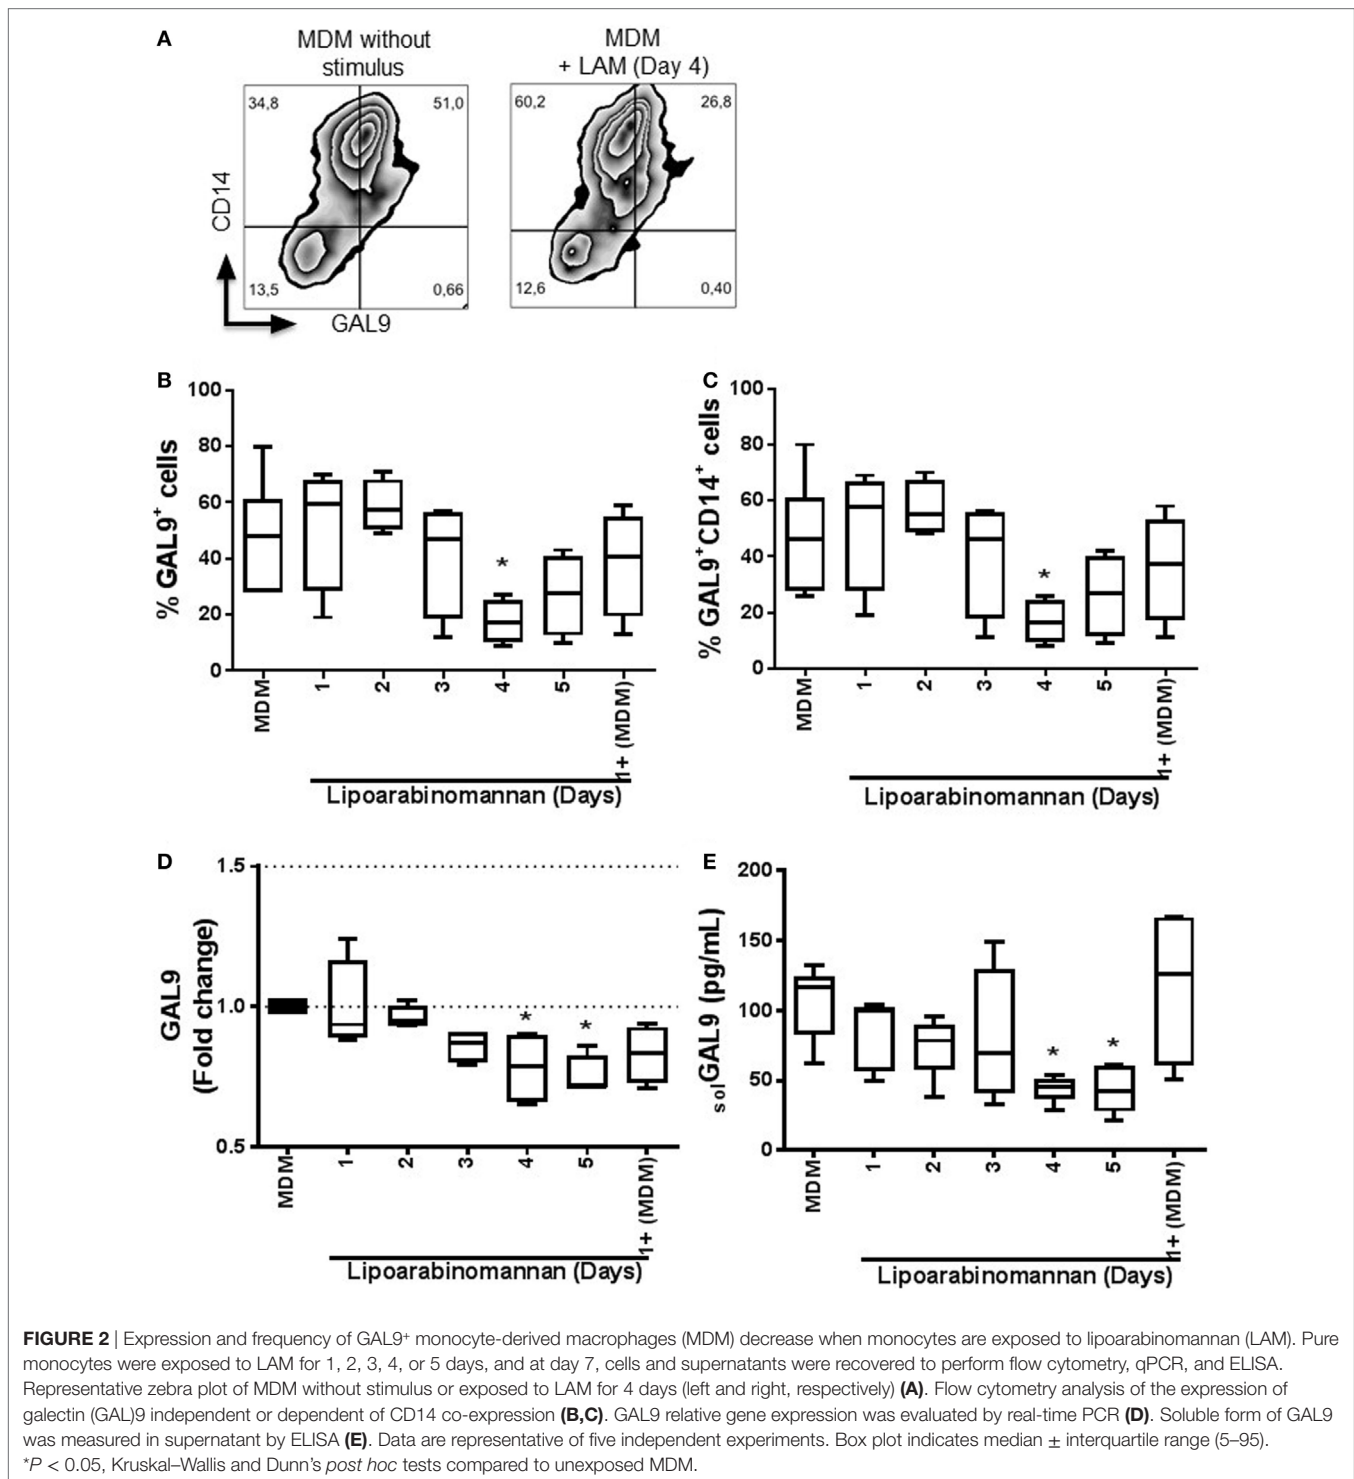 A
MDM without
stimulus
MDM
+ LAM (Day 4)
34,8
51,0
60,2
26,8
CD14
13,5
0,66
12,6
0,40
GAL9
B
100
80
60
40
20
0
% GAL9⁺ cells
MDM
1
2
3
4
5
1+ (MDM)
*
Lipoarabinomannan (Days)
C
100
80
60
40
20
0
% GAL9⁺CD14⁺ cells
MDM
1
2
3
4
5
1+ (MDM)
*
Lipoarabinomannan (Days)
D
1.5
1.0
0.5
GAL9
(Fold change)
* *
MDM
1
2
3
4
5
1+ (MDM)
Lipoarabinomannan (Days)
E
200
150
100
50
0
solGAL9 (pg/mL)
* *
MDM
1
2
3
4
5
1+ (MDM)
Lipoarabinomannan (Days)
FIGURE 2 | Expression and frequency of GAL9⁺ monocyte-derived macrophages (MDM) decrease when monocytes are exposed to lipoarabinomannan (LAM). Pure
monocytes were exposed to LAM for 1, 2, 3, 4, or 5 days, and at day 7, cells and supernatants were recovered to perform flow cytometry, qPCR, and ELISA.
Representative zebra plot of MDM without stimulus or exposed to LAM for 4 days (left and right, respectively) (A). Flow cytometry analysis of the expression of
galectin (GAL)9 independent or dependent of CD14 co-expression (B,C). GAL9 relative gene expression was evaluated by real-time PCR (D). Soluble form of GAL9
was measured in supernatant by ELISA (E). Data are representative of five independent experiments. Box plot indicates median ± interquartile range (5–95).
*P < 0.05, Kruskal–Wallis and Dunn's post hoc tests compared to unexposed MDM.